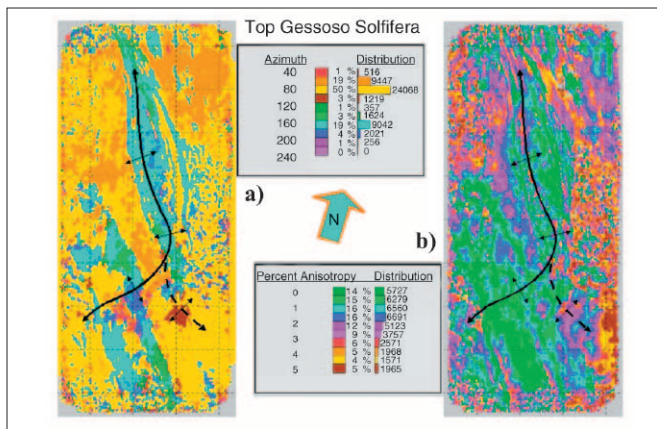 Top Gessoso Solfifera
Azimuth Distribution
40
80
120
160
200
240
1 % 516
19 % 9447
50 % 24068
3 % 1219
1 % 357
3 % 1624
19 % 9042
4 % 2021
1 % 256
0 % 0
a)
N
b)
Percent Anisotropy Distribution
0
1
2
3
4
5
14 % 5727
15 % 6279
16 % 6560
16 % 6691
12 % 5123
9 % 3757
6 % 2571
5 % 1968
4 % 1571
5 % 1965